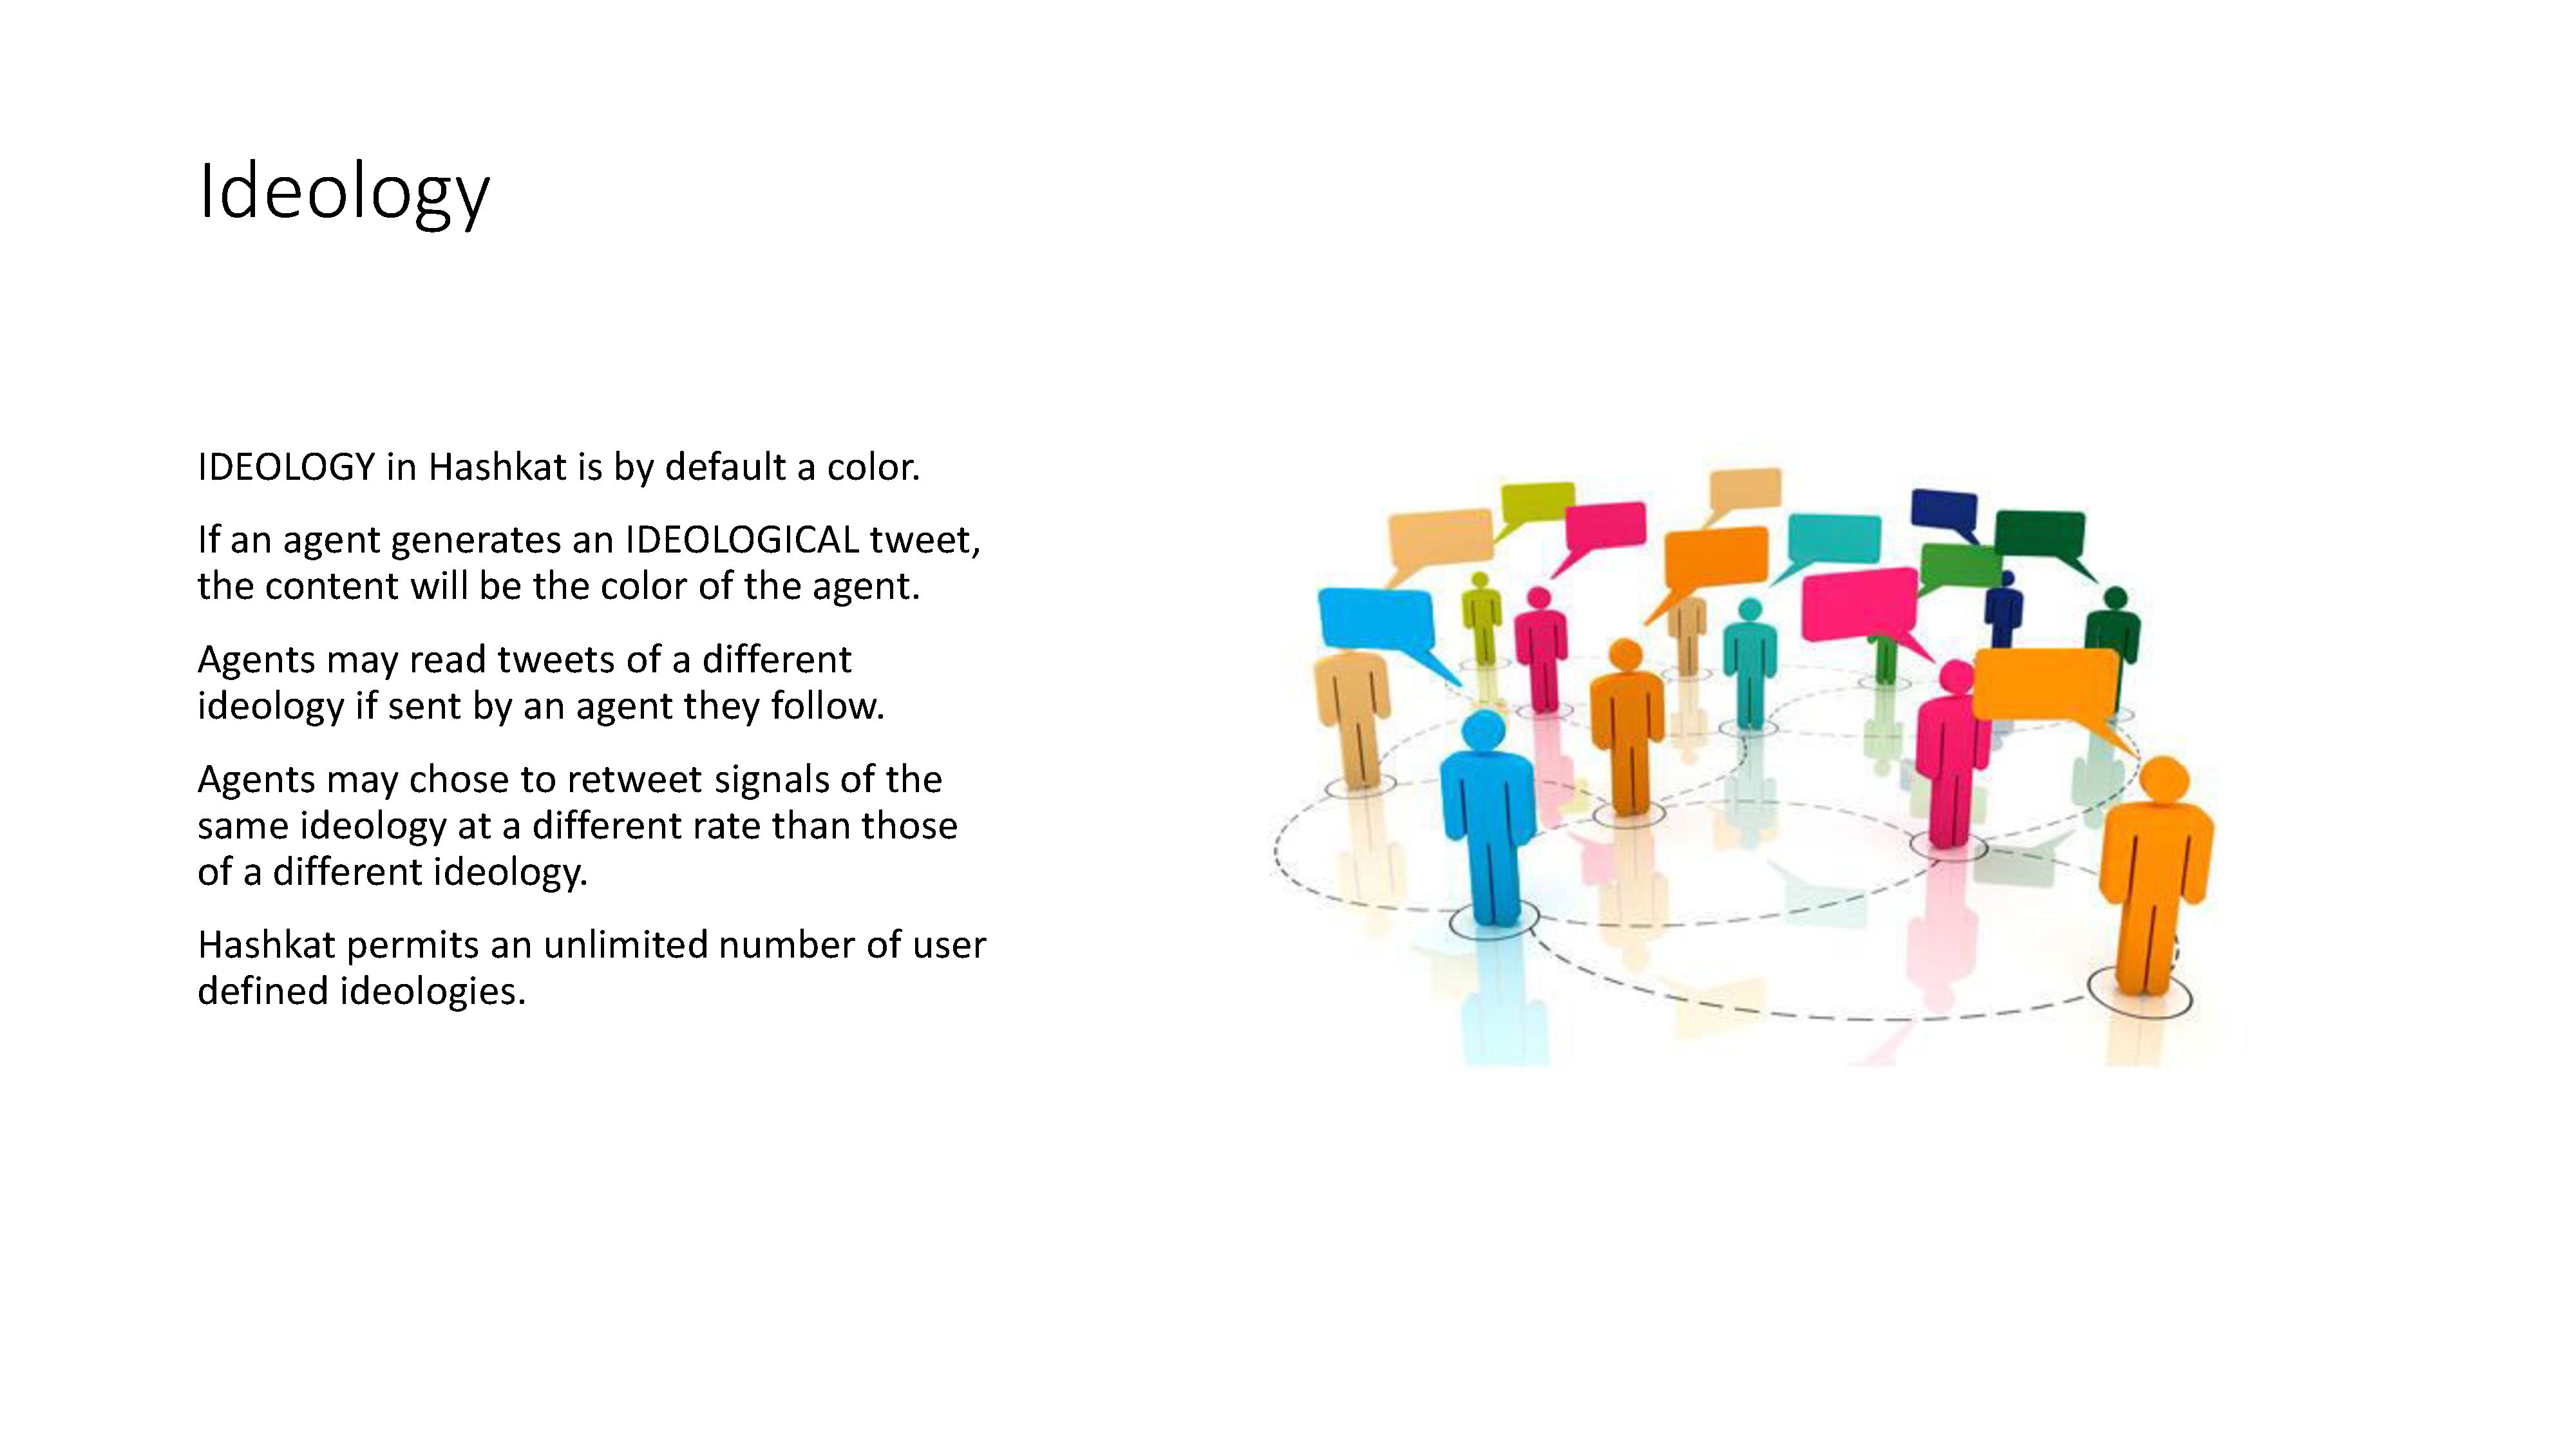 Ideology
IDEOLOGY in Hashkat is by default a color.
If an agent generates an IDEOLOGICAL tweet,
the content will be the color of the agent.
Agents may read tweets of a different
ideology if sent by an agent they follow.
Agents may chose to retweet signals of the
same ideology at a different rate than those
of a different ideology.
Hashkat permits an unlimited number of user
defined ideologies.